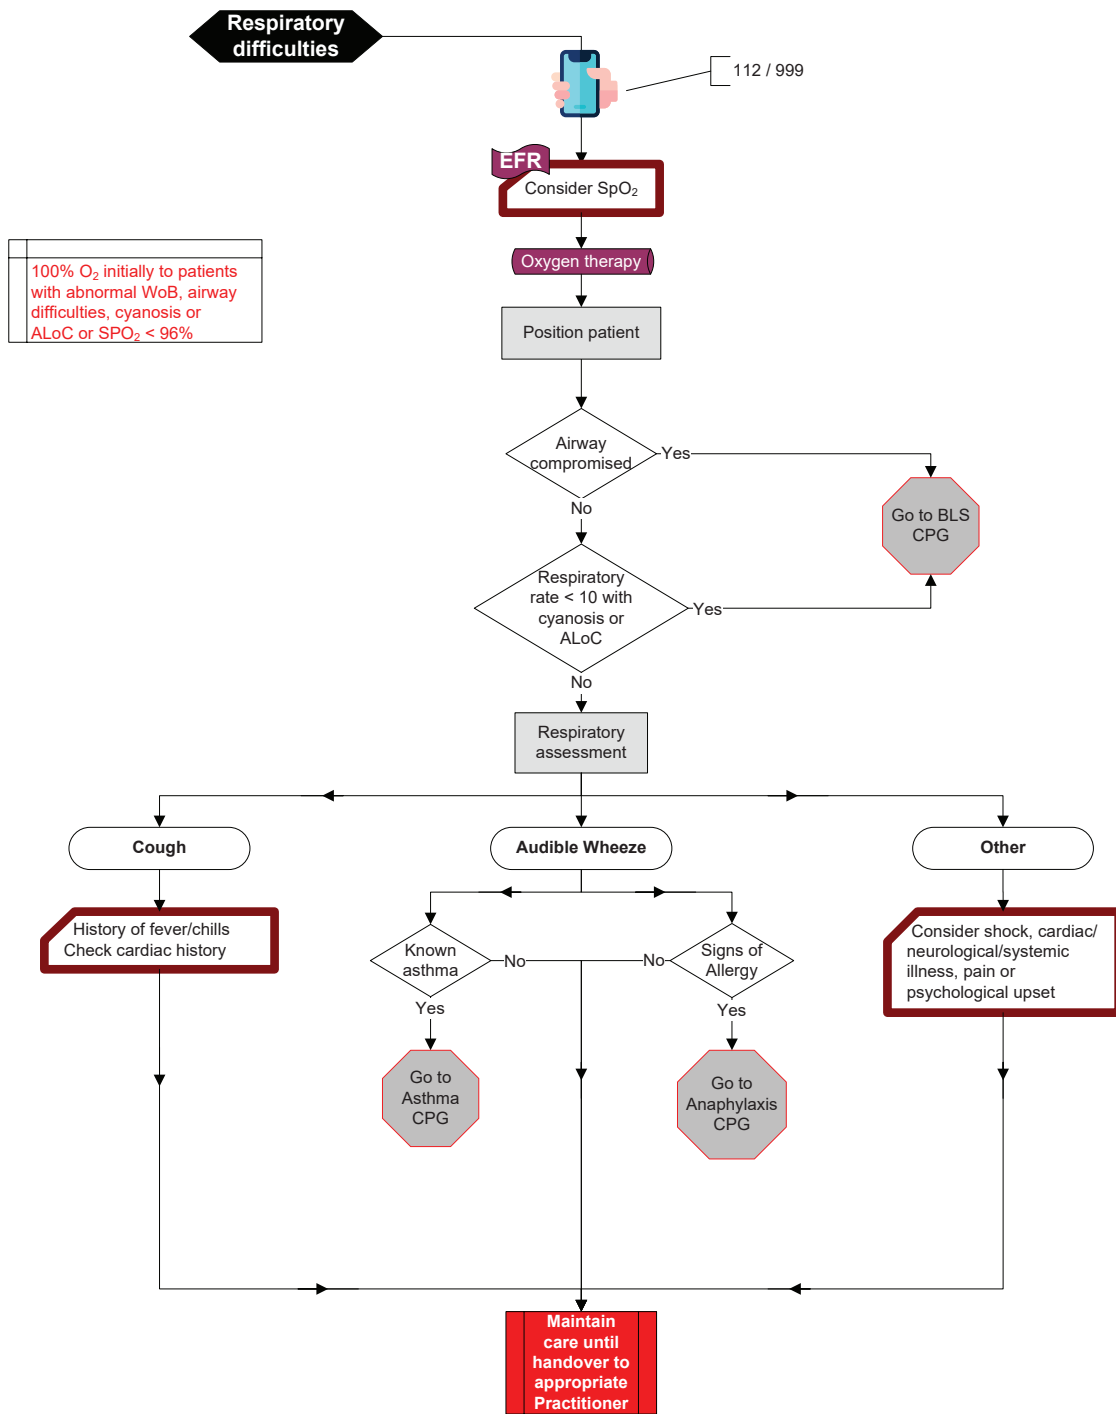 Respiratory
difficulties
112 / 999
EFR
Consider SpO₂
Oxygen therapy
100% O₂ initially to patients
with abnormal WoB, airway
difficulties, cyanosis or
ALoC or SPO₂ < 96%
Position patient
Airway
compromised
Yes
No
Go to BLS
CPG
Respiratory
rate < 10 with
cyanosis or
ALoC
Yes
No
Respiratory
assessment
Cough
Audible Wheeze
Other
History of fever/chills
Check cardiac history
Known
asthma
No
Yes
No
Signs of
Allergy
Yes
Consider shock, cardiac/
neurological/systemic
illness, pain or
psychological upset
Go to
Asthma
CPG
Go to
Anaphylaxis
CPG
Maintain
care until
handover to
appropriate
Practitioner